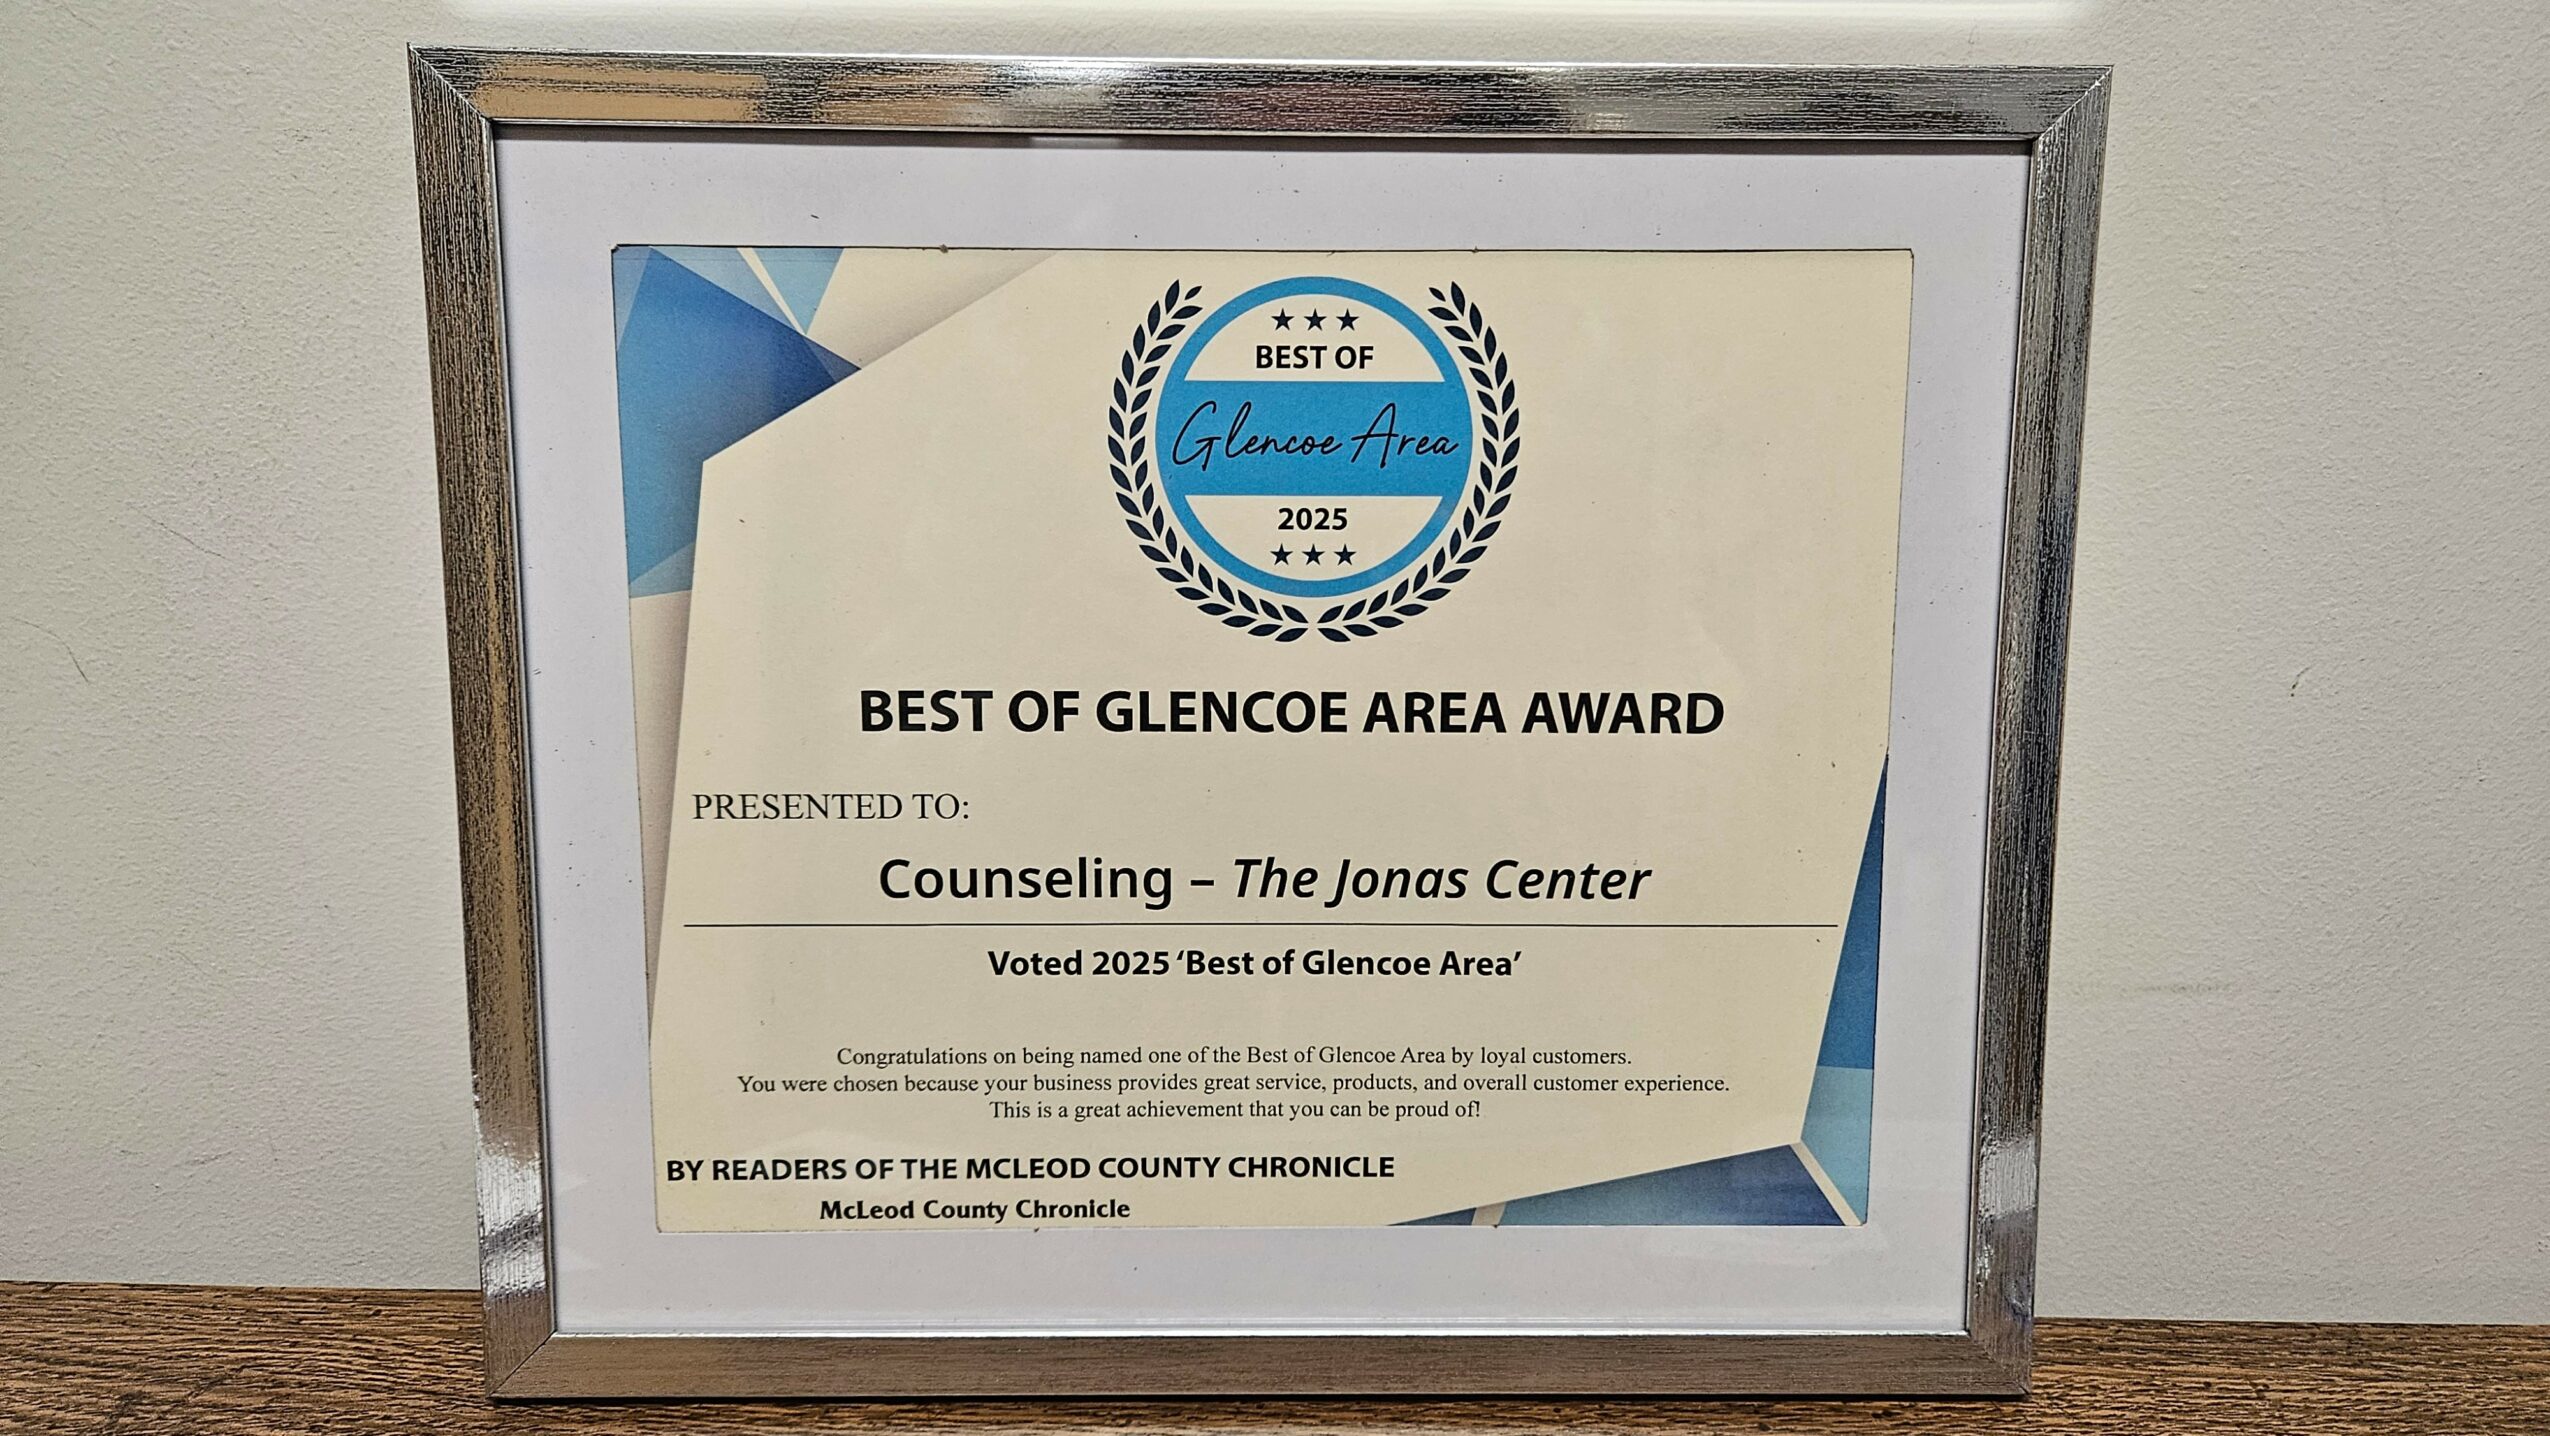 BEST OF
Glencoe Area
2025
BEST OF GLENCOE AREA AWARD
PRESENTED TO:
Counseling – The Jonas Center
Voted 2025 ‘Best of Glencoe Area’
Congratulations on being named one of the Best of Glencoe Area by loyal customers.
You were chosen because your business provides great service, products, and overall customer experience.
This is a great achievement that you can be proud of!
BY READERS OF THE MCLEOD COUNTY CHRONICLE
McLeod County Chronicle